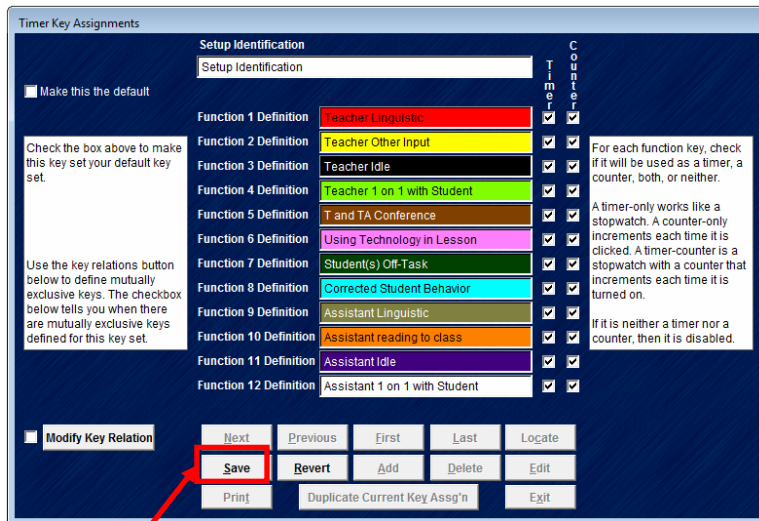 Timer Key Assignments
Setup Identification
Setup Identification
Timer
Counter
Make this the default
Check the box above to make
this key set your default key
set.
Use the key relations button
below to define mutually
exclusive keys. The checkbox
below tells you when there
are mutually exclusive keys
defined for this key set.
Function 1 Definition Teacher Linguistic
Function 2 Definition Teacher Other Input
Function 3 Definition Teacher Idle
Function 4 Definition Teacher 1 on 1 with Student
Function 5 Definition T and TA Conference
Function 6 Definition Using Technology in Lesson
Function 7 Definition Student(s) Off-Task
Function 8 Definition Corrected Student Behavior
Function 9 Definition Assistant Linguistic
Function 10 Definition Assistant reading to class
Function 11 Definition Assistant Idle
Function 12 Definition Assistant 1 on 1 with Student
For each function key, check
if it will be used as a timer, a
counter, both, or neither.
A timer-only works like a
stopwatch. A counter-only
increments each time it is
clicked. A timer-counter is a
stopwatch with a counter that
increments each time it is
turned on.
If it is neither a timer nor a
counter, then it is disabled.
Modify Key Relation
Next Previous First Last Locate
Save Revert Add Delete Edit
Print Duplicate Current Key Assg'n Exit